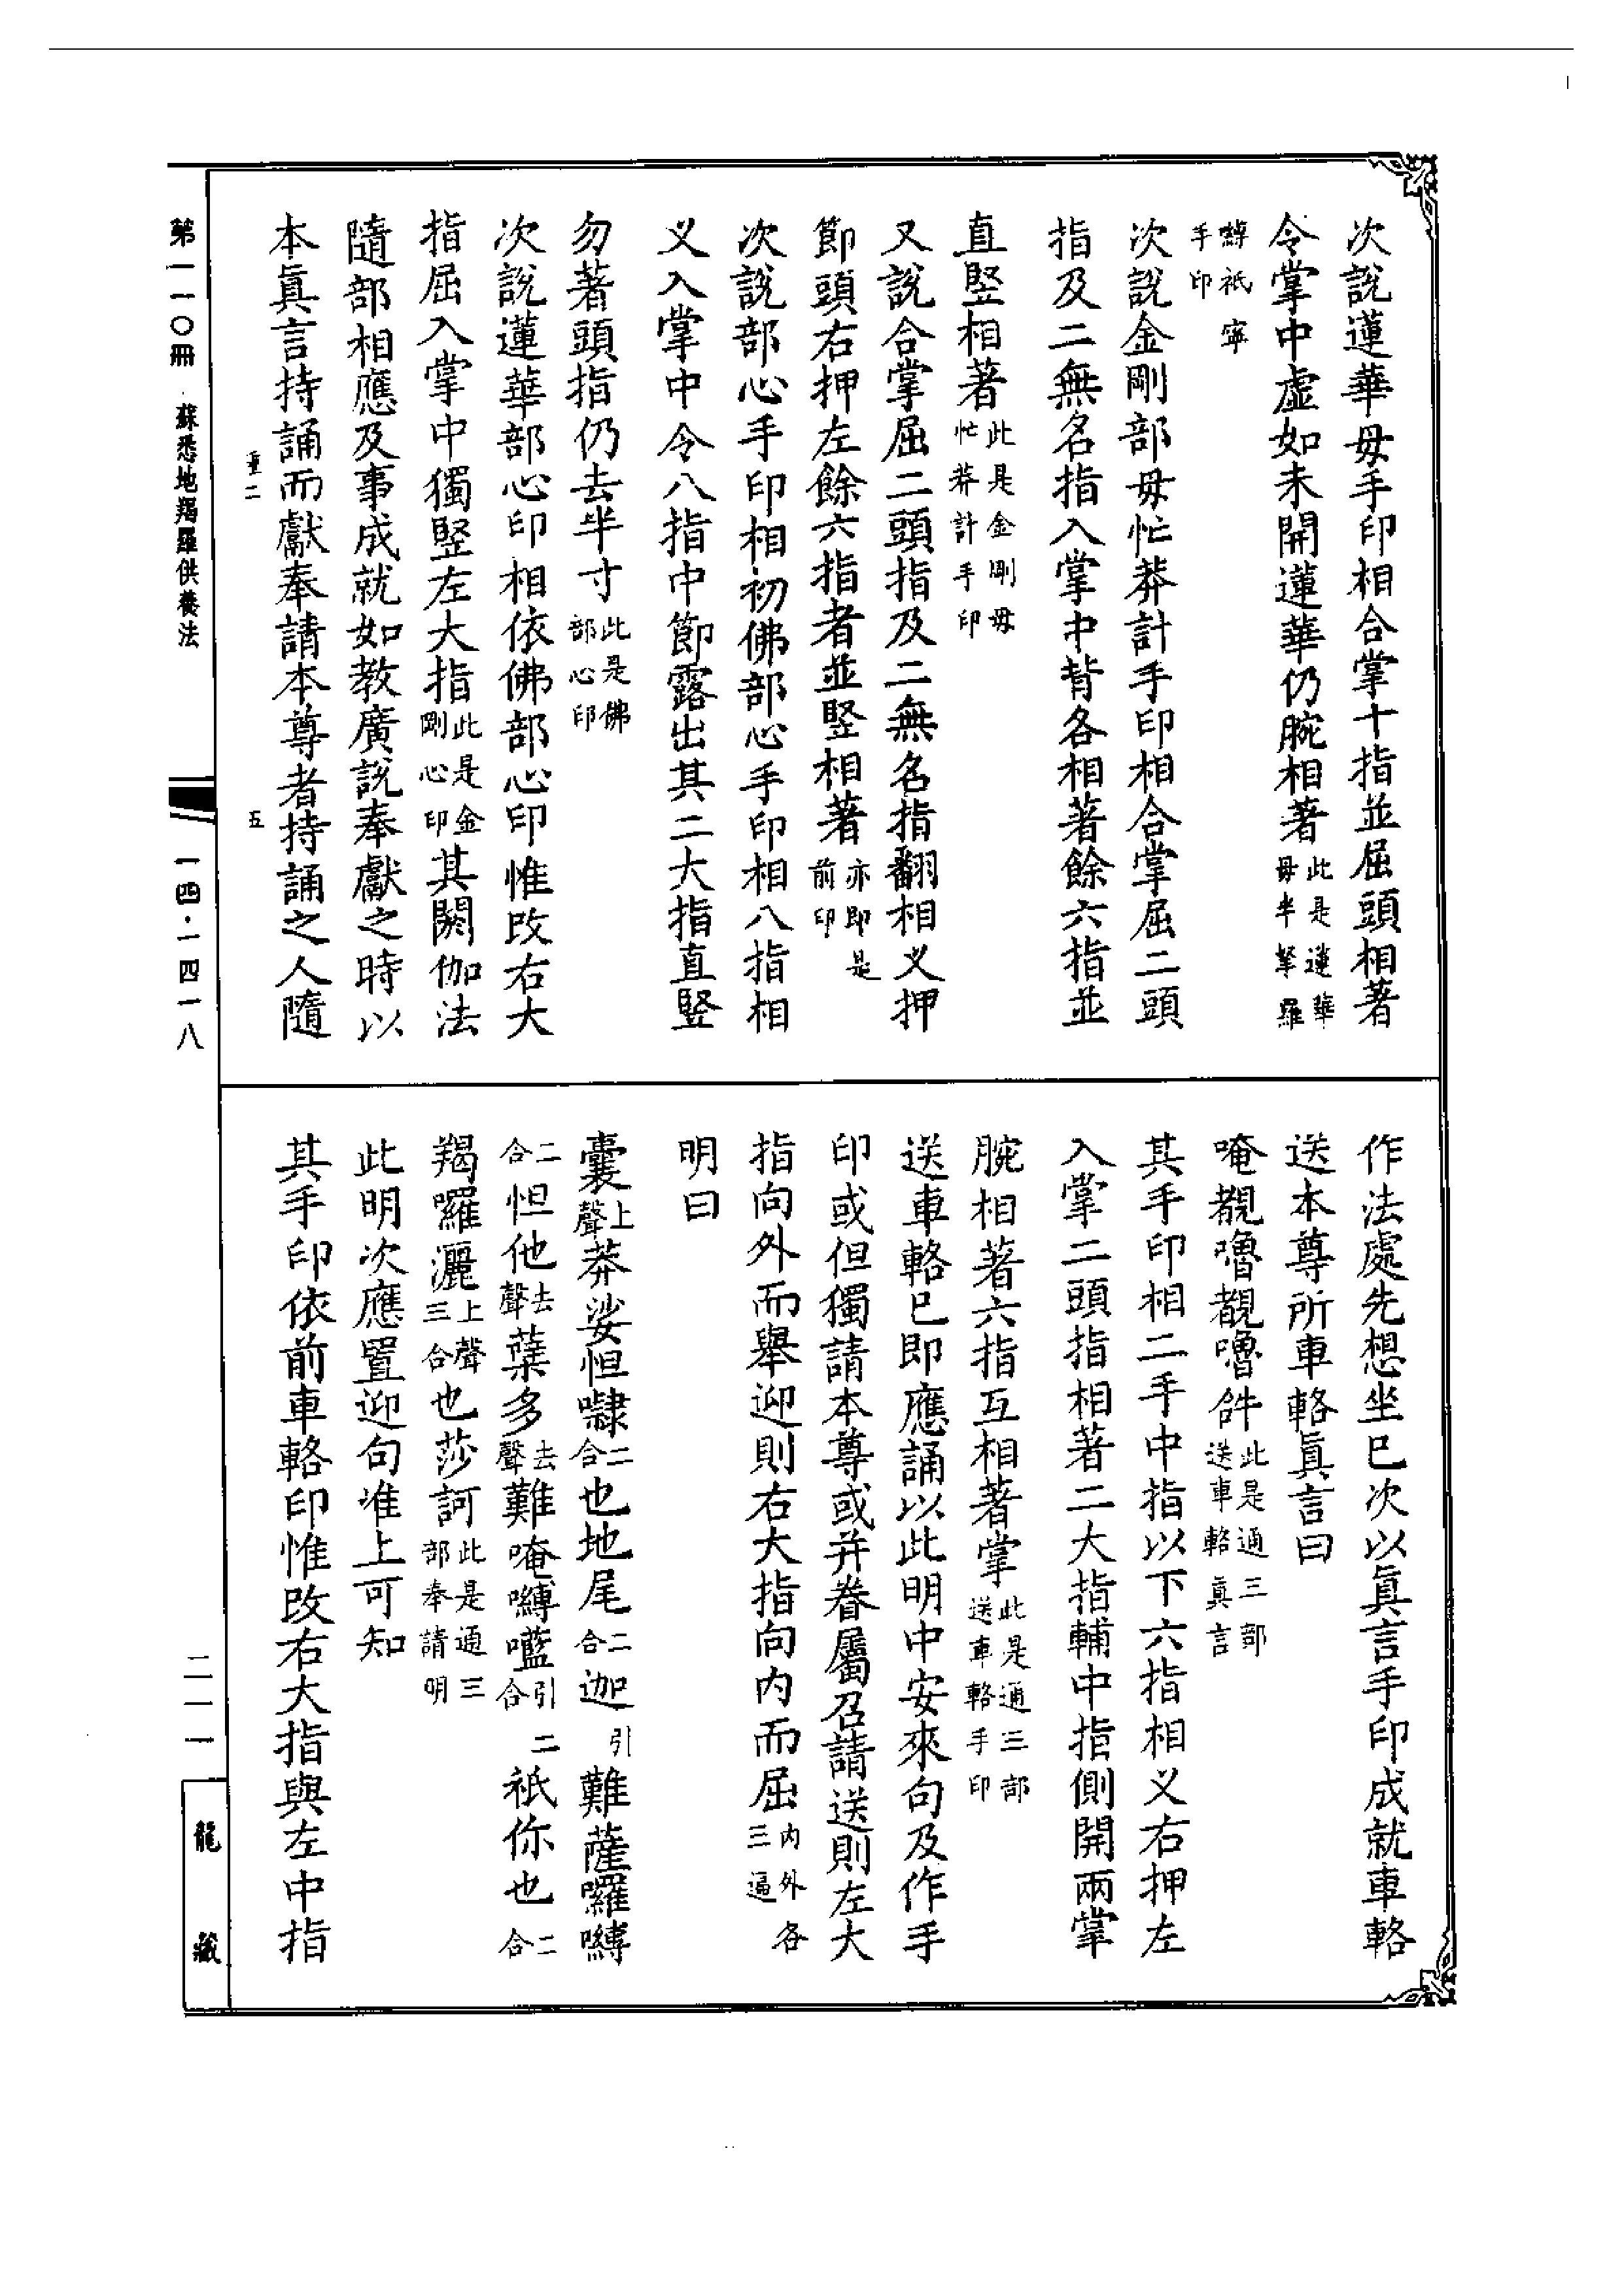 次說蓮華母手印相合掌十指並屈頭相著
令掌中虛如未開蓮華仍腕相著此是蓮華母半拏羅
縛衹寧手印
次說金剛部母忙莽計手印相合掌屈二頭
指及二無名指入掌中背各相著餘六指並
直竪相著此是金剛母忙莽計手印
又說合掌屈二頭指及二無名指翻相叉押
節頭右押左餘六指者並竪相著亦即是前印
次說部心手印相初佛部心手印相八指相
叉入掌中令八指中節露出其二大指直竪
勿著頭指仍去半寸此是佛部心印
次說蓮華部心印相依佛部心印惟改右大
指屈入掌中獨竪左大指此是金剛心印其閼伽法
隨部相應及事成就如教廣說奉獻之時以
本眞言持誦而獻奉請本尊者持誦之人隨
作法處先想坐已次以眞言手印成就車輅
送本尊所車輅眞言曰
唵覩嚕覩嚕𤙖此是通三部送車輅眞言
其手印相二手中指以下六指相叉右押左
入掌二頭指相著二大指輔中指側開兩掌
腕相著六指互相著掌此是通三部送車輅手印
送車輅已即應誦以此明中安來句及作手
印或但獨請本尊或并眷屬召請送則左大
指向外而舉迎則右大指向內而屈內外各三遍
明曰
囊上聲莽娑怛㘑二合也地尾二合迦引難薩囉嚩
二合怛他去聲蘖多去聲難唵嚩㘕引二合祇你也二合
羯囉灑上聲三合也莎訶此是通三部奉請明
此明次應置迎句准上可知
其手印依前車輅印惟改右大指與左中指
第一一〇冊 蘇悉地羯羅供養法
重二 五
一四·一四一八
二一一
龍藏